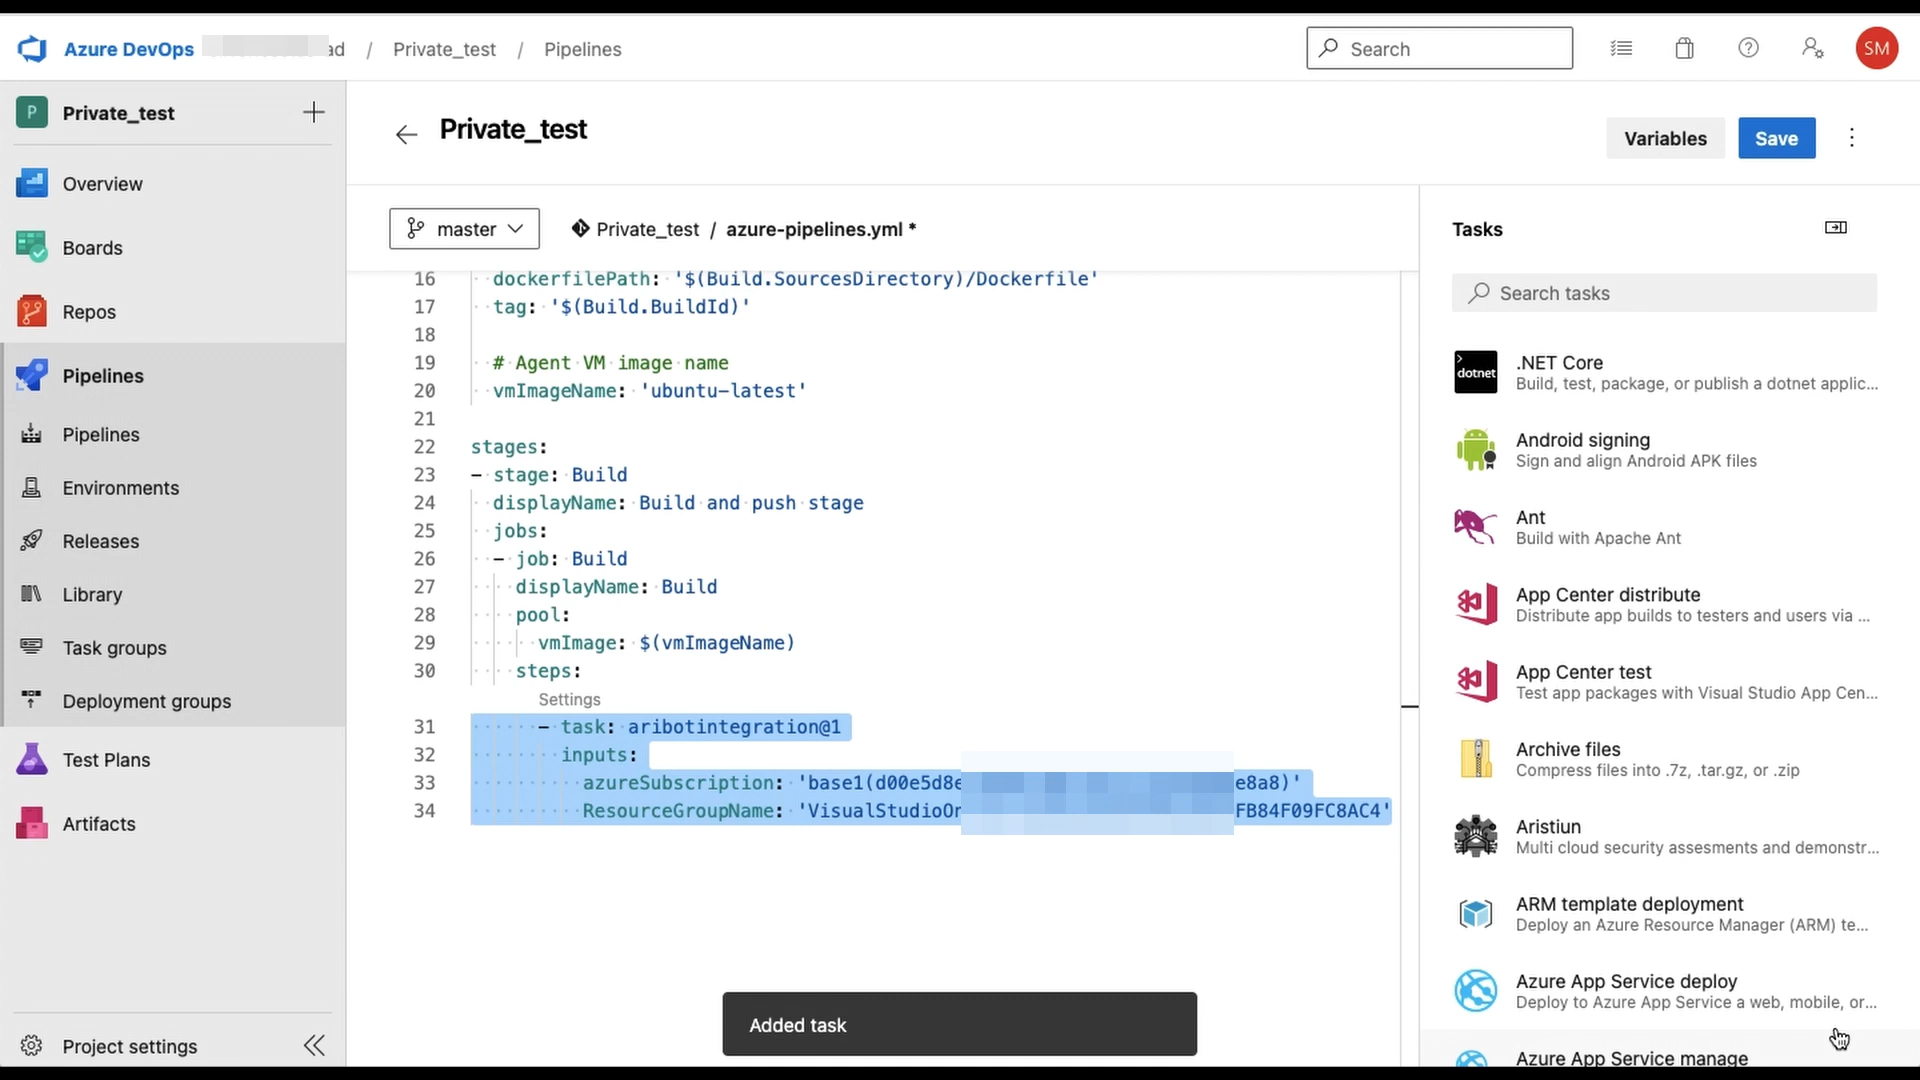 Azure DevOps ad / Private_test / Pipelines
Search
SM
P Private_test
Overview
Boards
Repos
Pipelines
Pipelines
Environments
Releases
Library
Task groups
Deployment groups
Test Plans
Artifacts
Project settings
Private_test
Variables
Save
master
Private_test / azure-pipelines.yml *
16 dockerfilePath: '$(Build.SourcesDirectory)/Dockerfile'
17 tag: '$(Build.BuildId)'
18
19 # Agent VM image name
20 vmImageName: 'ubuntu-latest'
21
22 stages:
23 - stage: Build
24 displayName: Build and push stage
25 jobs:
26 - job: Build
27 displayName: Build
28 pool:
29 vmImage: $(vmImageName)
30 steps:
Settings
31 - task: aribotintegration@1
32 inputs:
33 azureSubscription: 'base1(d00e5d8e e8a8)'
34 ResourceGroupName: 'VisualStudioOn FB84F09FC8AC4'
Added task
Tasks
Search tasks
dotnet
.NET Core
Build, test, package, or publish a dotnet applic...
Android signing
Sign and align Android APK files
Ant
Build with Apache Ant
App Center distribute
Distribute app builds to testers and users via ...
App Center test
Test app packages with Visual Studio App Cen...
Archive files
Compress files into .7z, .tar.gz, or .zip
Aristiun
Multi cloud security assesments and demonstr...
ARM template deployment
Deploy an Azure Resource Manager (ARM) te...
Azure App Service deploy
Deploy to Azure App Service a web, mobile, or...
Azure App Service manage